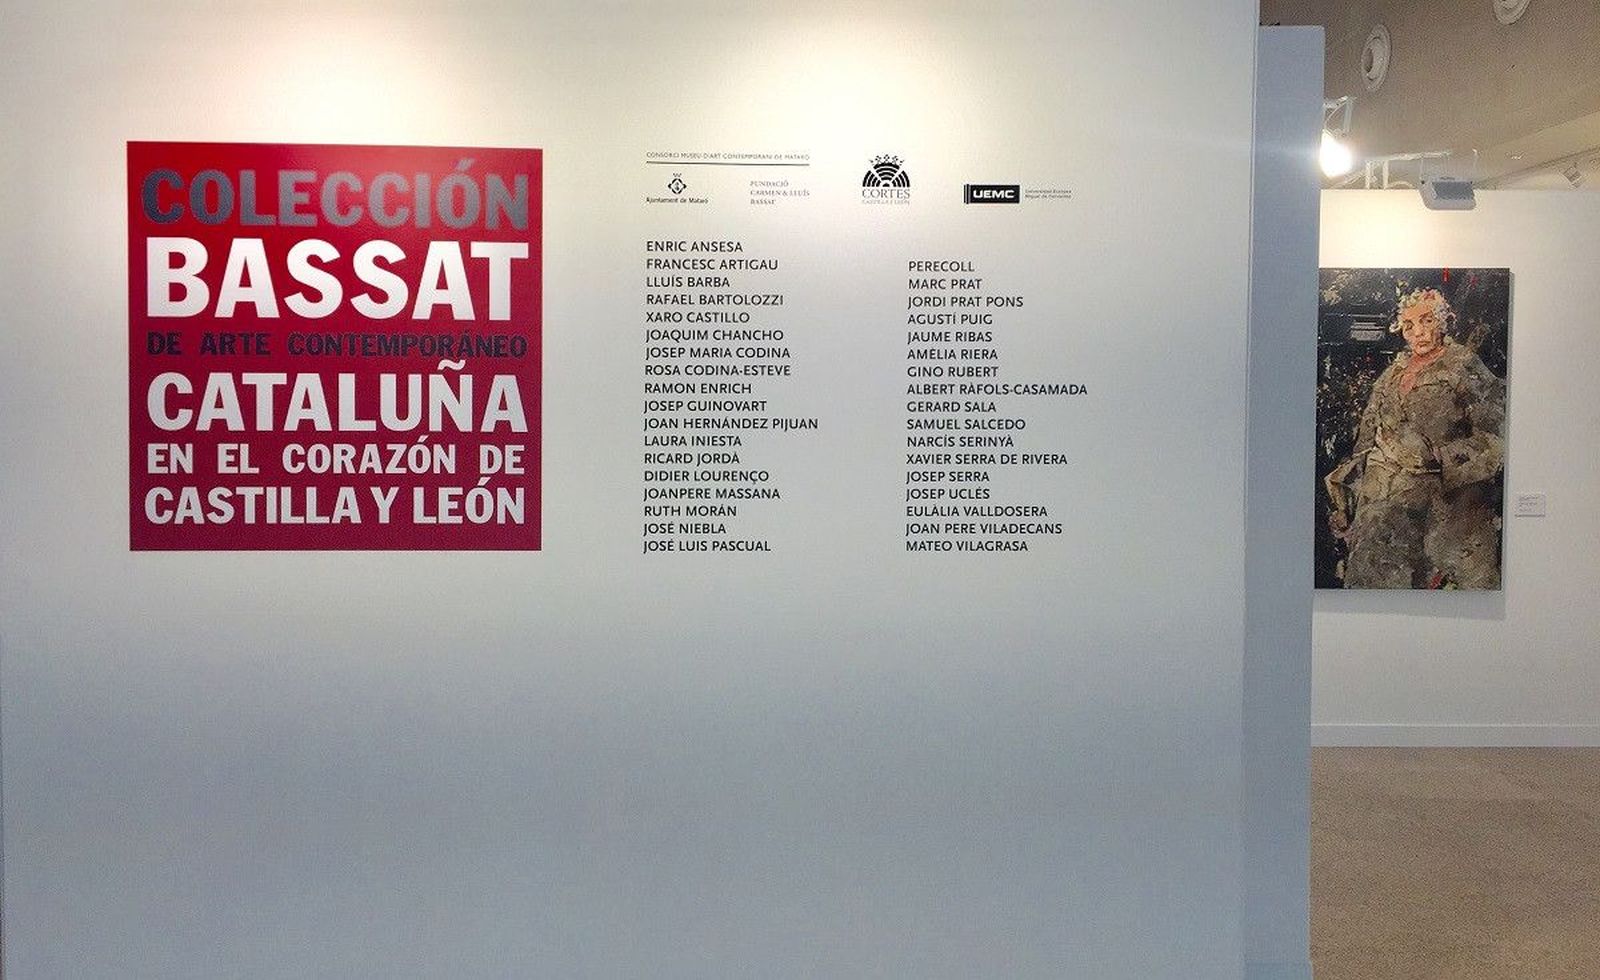 COLECCIÓN
BASSAT
DE ARTE CONTEMPORÁNEO
CATALUÑA
EN EL CORAZÓN DE
CASTILLA Y LEÓN
CONSORCI MUSEU D'ART CONTEMPORANI DE MATARÓ
Ajuntament de Mataró
FUNDACIÓ
CARMEN & LLUÍS
BASSAT
CORTES
CASTILLA Y LEÓN
UEMC
Universidad Europea
Miguel de Cervantes
ENRIC ANSESA
FRANCESC ARTIGAU
LLUÍS BARBA
RAFAEL BARTOLOZZI
XARO CASTILLO
JOAQUIM CHANCHO
JOSEP MARIA CODINA
ROSA CODINA-ESTEVE
RAMON ENRICH
JOSEP GUINOVART
JOAN HERNÁNDEZ PIJUAN
LAURA INIESTA
RICARD JORDÀ
DIDIER LOURENÇO
JOANPERE MASSANA
RUTH MORÁN
JOSÉ NIEBLA
JOSÉ LUIS PASCUAL
PERECOLL
MARC PRAT
JORDI PRAT PONS
AGUSTÍ PUIG
JAUME RIBAS
AMÈLIA RIERA
GINO RUBERT
ALBERT RÀFOLS-CASAMADA
GERARD SALA
SAMUEL SALCEDO
NARCÍS SERINYÀ
XAVIER SERRA DE RIVERA
JOSEP SERRA
JOSEP UCLÉS
EULÀLIA VALLDOSERA
JOAN PERE VILADECANS
MATEO VILAGRASA